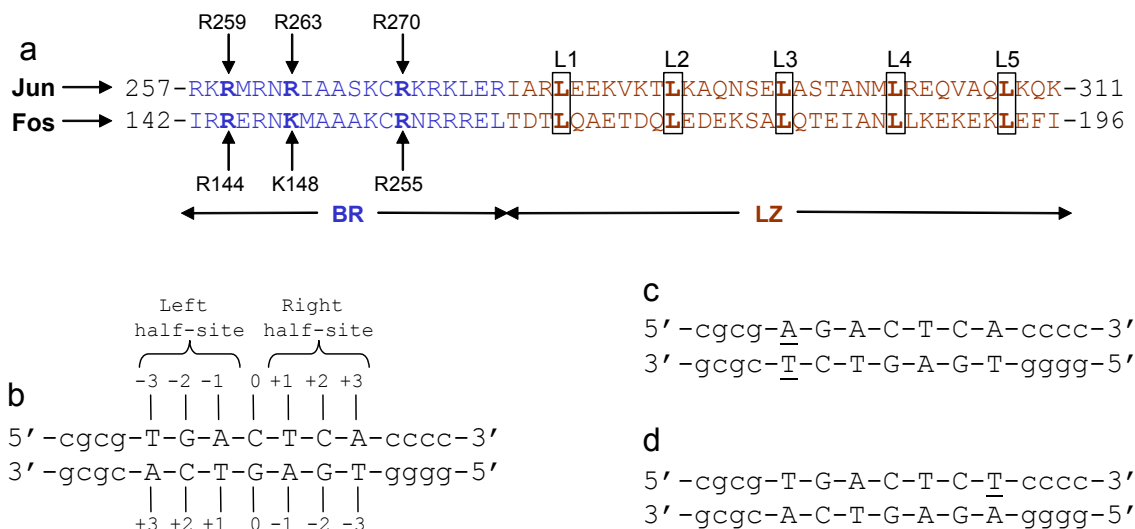 R259 R263 R270
a
L1 L2 L3 L4 L5
Jun 257-RKRMRNRIAASKCRKRKLERIARLEEKVKTLKAQNSELASTANMLREQVAQLKQK-311
Fos 142-IRRERNKMAAAKCRNRRRELTDTLQAETDQLEDEKSALQTEIANLLKEKEKLEFI-196
R144 K148 R255
BR LZ
Left half-site
Right half-site
-3 -2 -1 0 +1 +2 +3
b
5′-cgcg-T-G-A-C-T-C-A-cccc-3′
3′-gcgc-A-C-T-G-A-G-T-gggg-5′
+3 +2 +1 0 -1 -2 -3
c
5′-cgcg-A-G-A-C-T-C-A-cccc-3′
3′-gcgc-T-C-T-G-A-G-T-gggg-5′
d
5′-cgcg-T-G-A-C-T-C-T-cccc-3′
3′-gcgc-A-C-T-G-A-G-A-gggg-5′